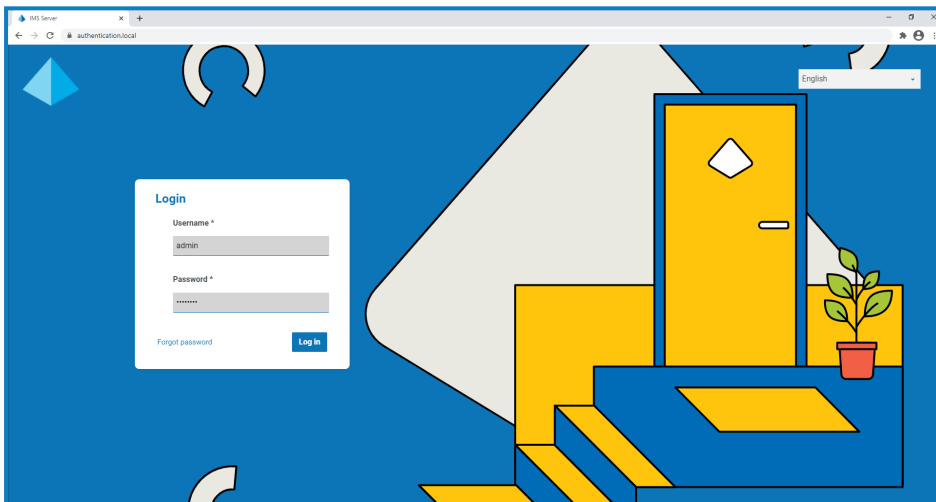 IMS Server
authentication.local
English
Login
Username *
admin
Password *
••••••••
Forgot password
Log in